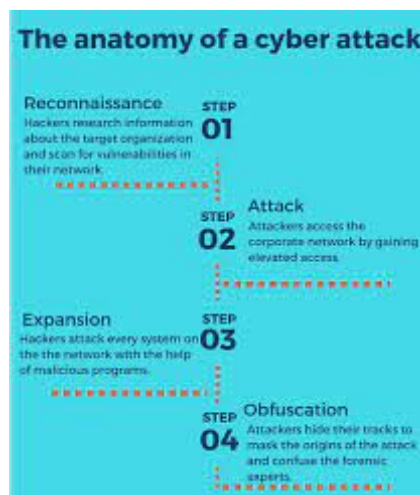 The anatomy of a cyber attack
Reconnaissance
Hackers research information
about the target organization
and scan for vulnerabilities in
their network.
STEP
01
STEP
02
Attack
Attackers access the
corporate network by gaining
elevated access.
Expansion
Hackers attack every system on
the the network with the help
of malicious programs.
STEP
03
STEP
04
Obfuscation
Attackers hide their tracks to
mask the origins of the attack
and confuse the forensic
experts.